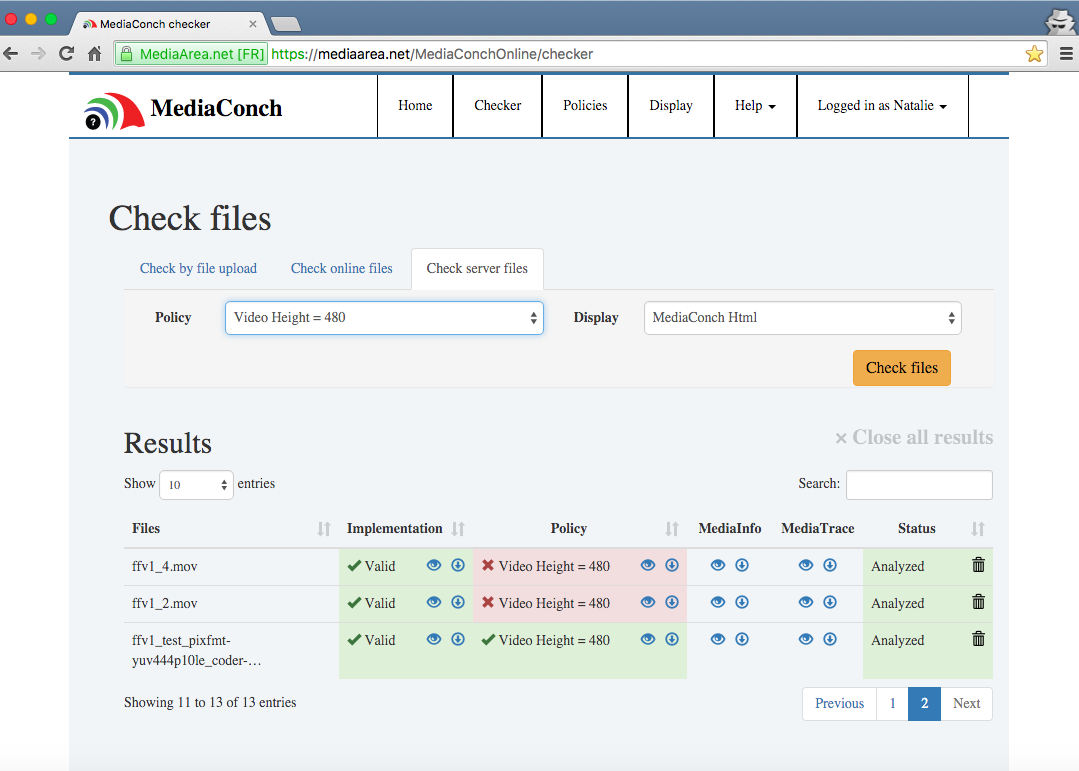 MediaConch checker
MediaArea.net [FR] https://mediaarea.net/MediaConchOnline/checker
? MediaConch Home Checker Policies Display Help Logged in as Natalie
Check files
Check by file upload Check online files Check server files
Policy Video Height = 480 Display MediaConch Html
Check files
Results × Close all results
Show 10 entries Search:
Files Implementation Policy MediaInfo MediaTrace Status
ffv1_4.mov Valid Video Height = 480 Analyzed
ffv1_2.mov Valid Video Height = 480 Analyzed
ffv1_test_pixfmt- Valid Video Height = 480 Analyzed
yuv444p10le_coder-…
Showing 11 to 13 of 13 entries Previous 1 2 Next